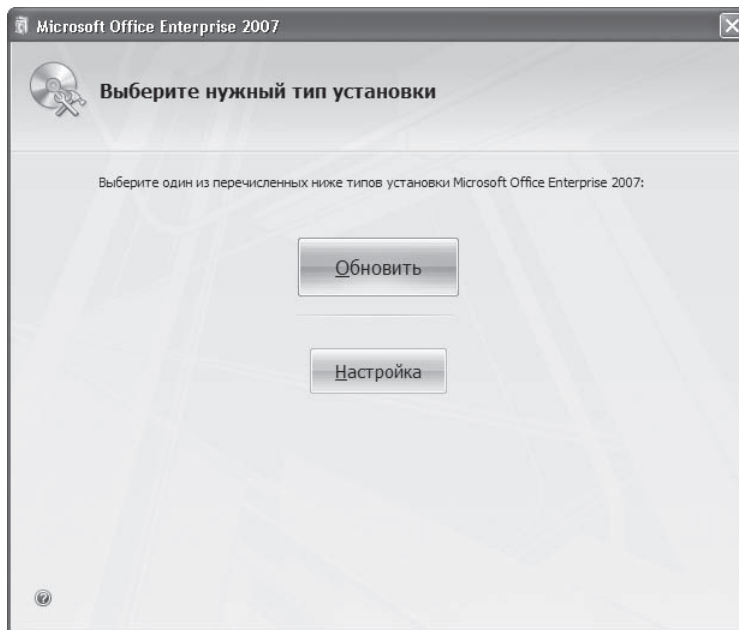 Microsoft Office Enterprise 2007
Выберите нужный тип установки
Выберите один из перечисленных ниже типов установки Microsoft Office Enterprise 2007:
Обновить
Настройка